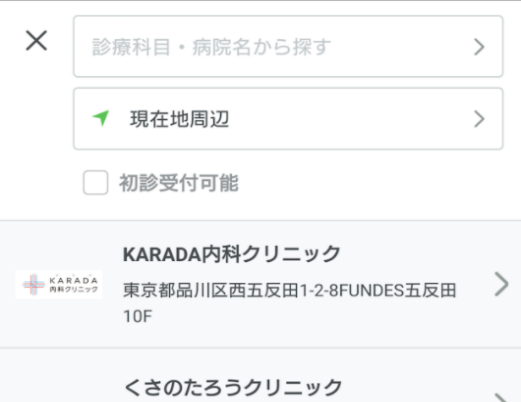 診療科目・病院名から探す
現在地周辺
初診受付可能
KARADA内科クリニック
KARADA
内科クリニック
東京都品川区西五反田1-2-8FUNDES五反田
10F
くさのたろうクリニック